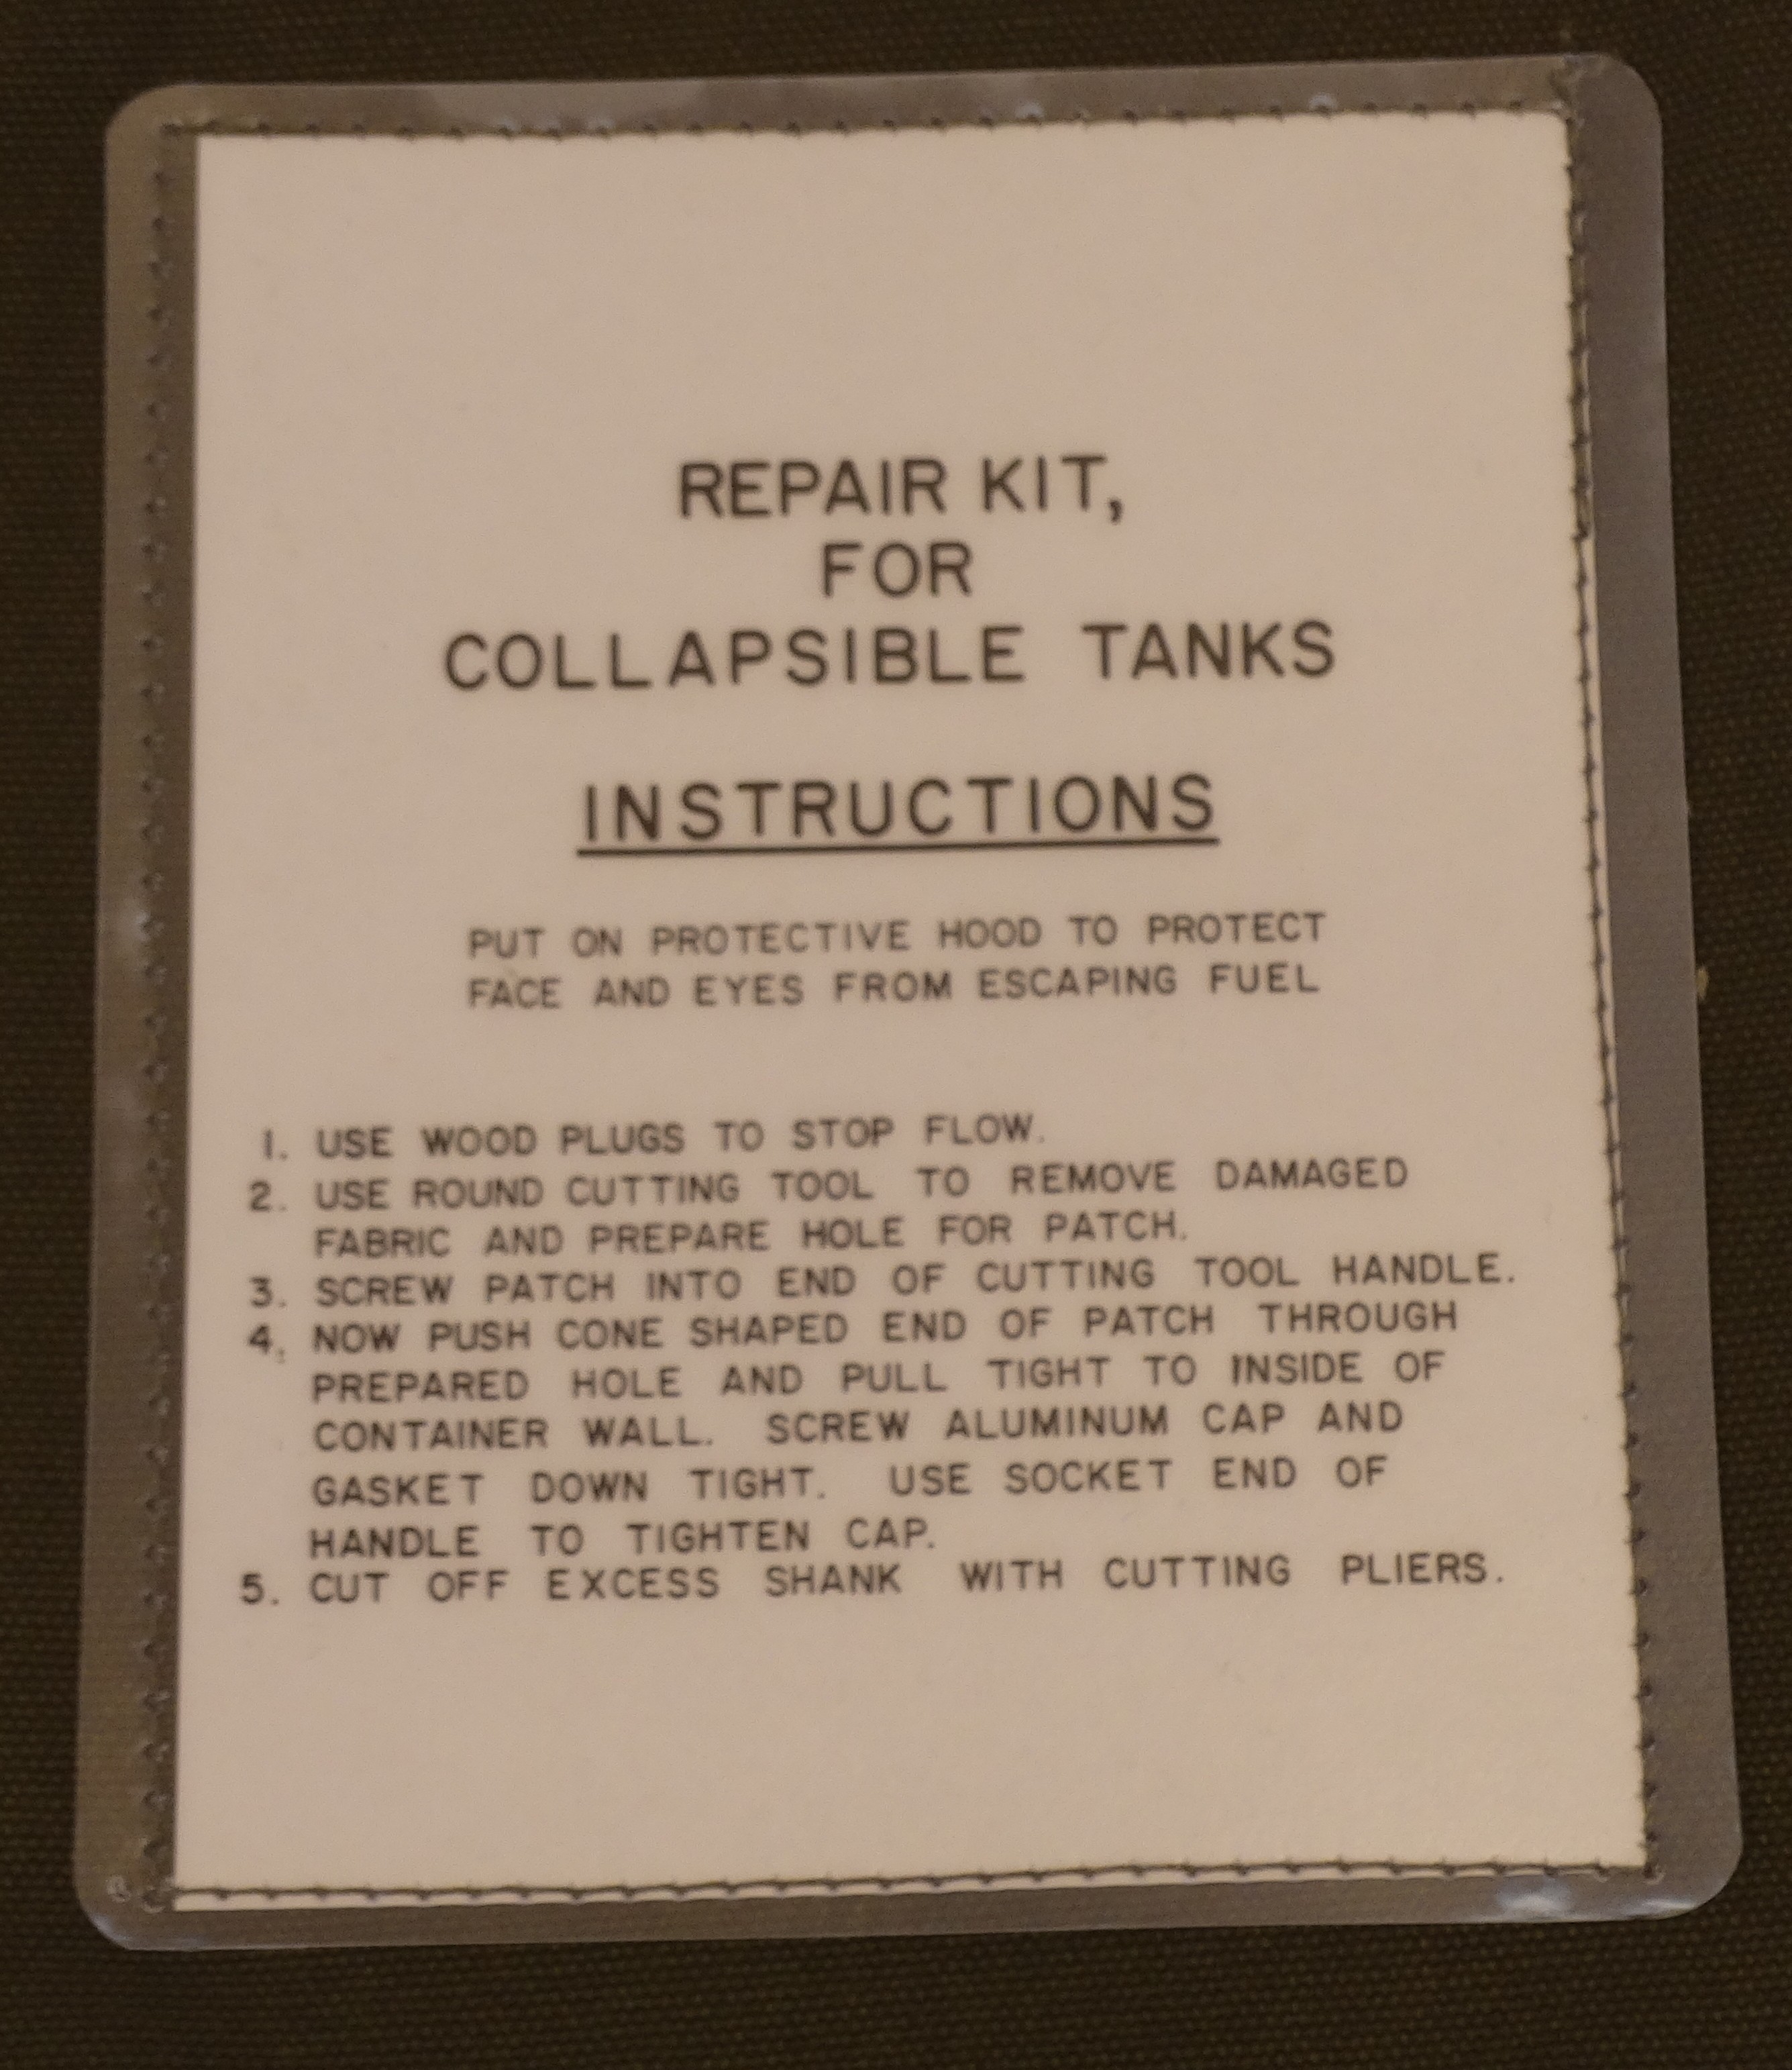 REPAIR KIT,
FOR
COLLAPSIBLE TANKS
INSTRUCTIONS
PUT ON PROTECTIVE HOOD TO PROTECT
FACE AND EYES FROM ESCAPING FUEL
1. USE WOOD PLUGS TO STOP FLOW.
2. USE ROUND CUTTING TOOL TO REMOVE DAMAGED
FABRIC AND PREPARE HOLE FOR PATCH.
3. SCREW PATCH INTO END OF CUTTING TOOL HANDLE.
4. NOW PUSH CONE SHAPED END OF PATCH THROUGH
PREPARED HOLE AND PULL TIGHT TO INSIDE OF
CONTAINER WALL. SCREW ALUMINUM CAP AND
GASKET DOWN TIGHT. USE SOCKET END OF
HANDLE TO TIGHTEN CAP.
5. CUT OFF EXCESS SHANK WITH CUTTING PLIERS.